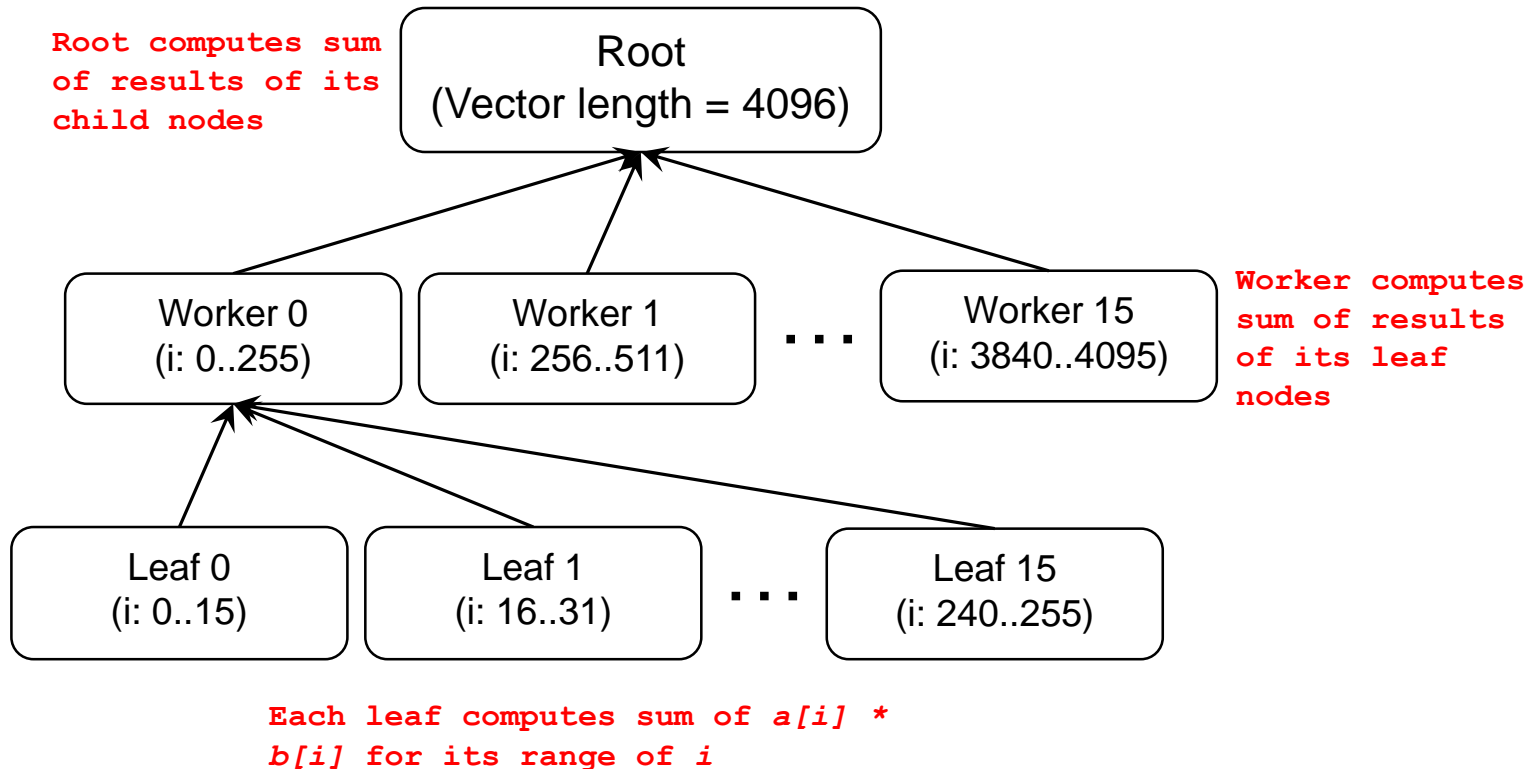 Root computes sum
of results of its
child nodes
Root
(Vector length = 4096)
Worker 0
(i: 0..255)
Worker 1
(i: 256..511)
...
Worker 15
(i: 3840..4095)
Worker computes
sum of results
of its leaf
nodes
Leaf 0
(i: 0..15)
Leaf 1
(i: 16..31)
...
Leaf 15
(i: 240..255)
Each leaf computes sum of a[i] *
b[i] for its range of i